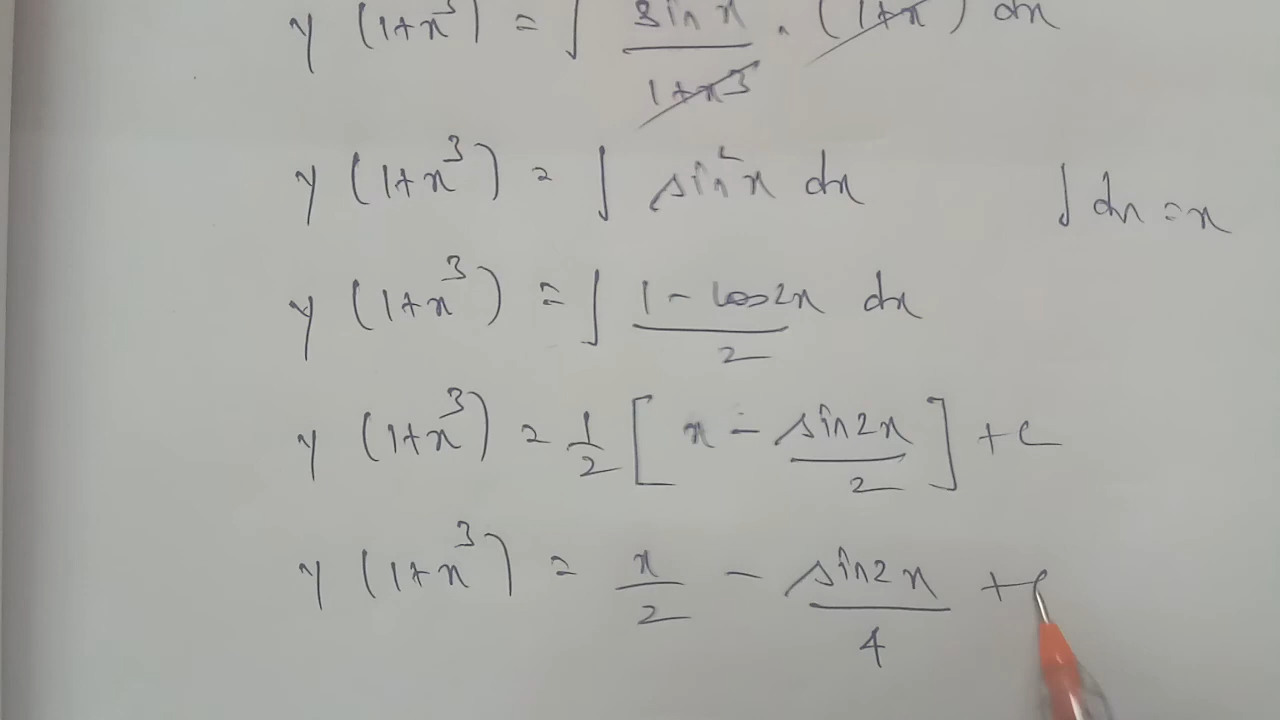 y (1+x³) = ∫ sin x / 1+x3 . (1+x ) dx
y (1+x³) = ∫ sin²x dx
∫ dx = x
y (1+x³) = ∫ 1 - cos2x / 2 dx
y (1+x³) = 1/2 [ x - sin2x / 2 ] + c
y (1+x³) = x/2 - sin2x / 4 + c